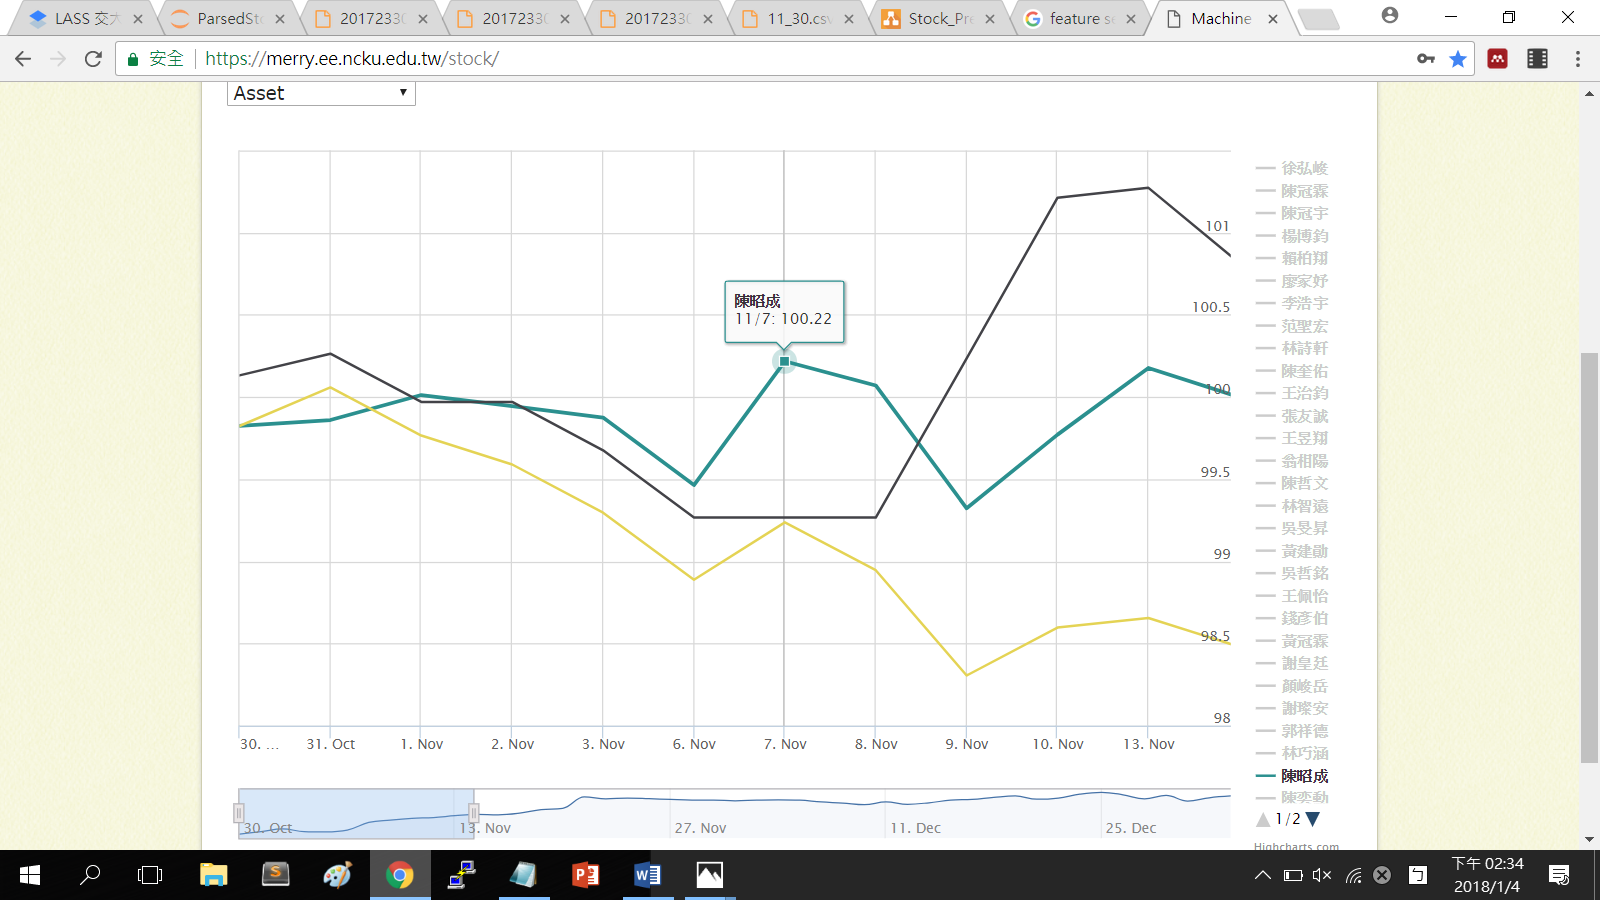 LASS 交大
ParsedSto
20172330
20172330
20172330
11_30.csv
Stock_Pre
feature se
Machine
安全
https://merry.ee.ncku.edu.tw/stock/
Asset
徐弘峻
陳冠霖
陳冠宇
楊博鈞
賴柏翔
廖家妤
李浩宇
范聖宏
林詩軒
陳奎佑
王治鈞
張友誠
王昱翔
翁相陽
陳哲文
林智遠
吳旻昇
黃建勛
吳哲銘
王佩怡
錢彥伯
黃冠霖
謝皇廷
顏峻岳
謝璨安
郭祥德
林巧涵
陳昭成
陳奕勳
1/2
101
100.5
100
99.5
99
98.5
98
陳昭成
11/7: 100.22
30. …
31. Oct
1. Nov
2. Nov
3. Nov
6. Nov
7. Nov
8. Nov
9. Nov
10. Nov
13. Nov
30. Oct
13. Nov
27. Nov
11. Dec
25. Dec
Highcharts.com
下午 02:34
2018/1/4